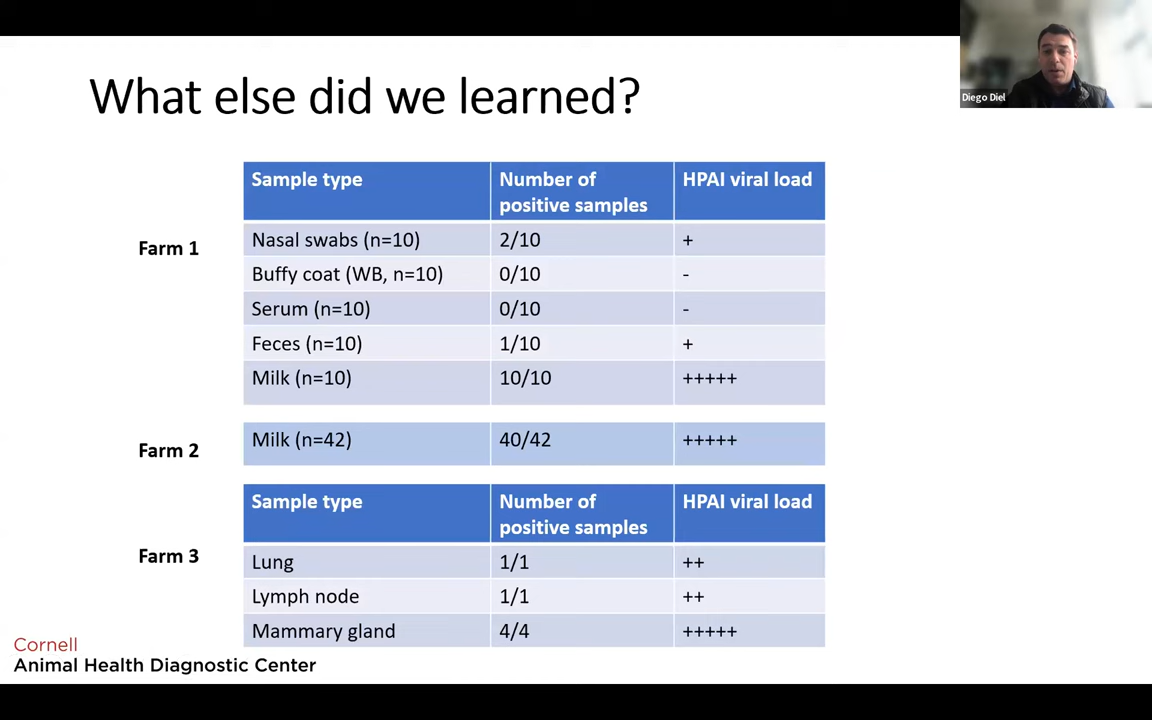 Diego Diel
What else did we learned?
Sample type Number of positive samples HPAI viral load
Farm 1
Nasal swabs (n=10) 2/10 +
Buffy coat (WB, n=10) 0/10 -
Serum (n=10) 0/10 -
Feces (n=10) 1/10 +
Milk (n=10) 10/10 +++++
Farm 2
Milk (n=42) 40/42 +++++
Sample type Number of positive samples HPAI viral load
Farm 3
Lung 1/1 ++
Lymph node 1/1 ++
Mammary gland 4/4 +++++
Cornell
Animal Health Diagnostic Center